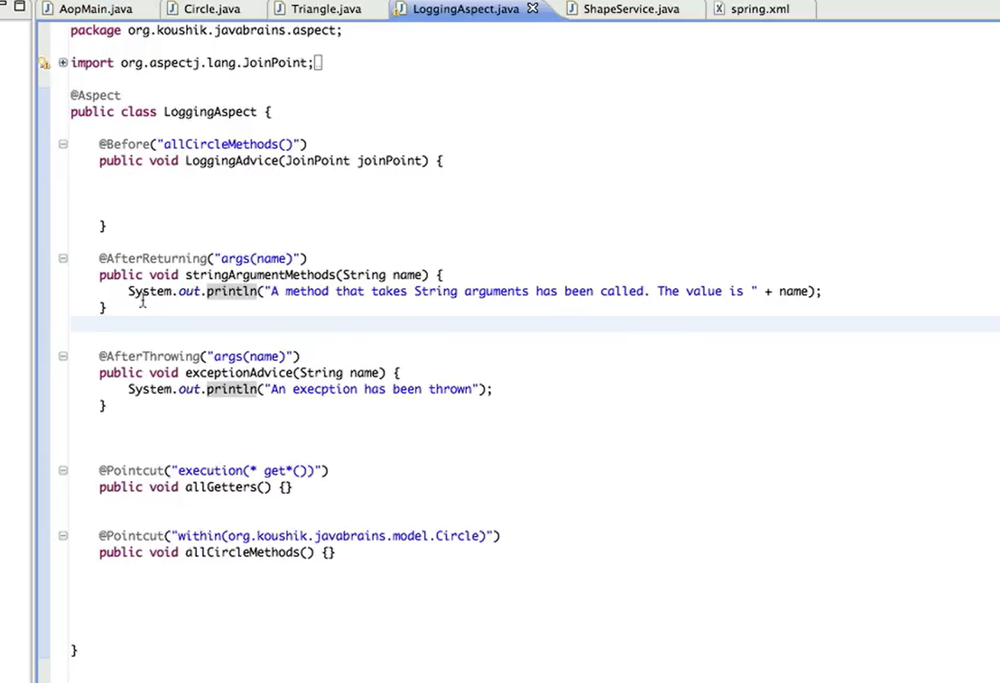 AopMain.java Circle.java Triangle.java LoggingAspect.java ShapeService.java spring.xml
package org.koushik.javabrains.aspect;
import org.aspectj.lang.JoinPoint;
@Aspect
public class LoggingAspect {
@Before("allCircleMethods()")
public void LoggingAdvice(JoinPoint joinPoint) {
}
@AfterReturning("args(name)")
public void stringArgumentMethods(String name) {
System.out.println("A method that takes String arguments has been called. The value is " + name);
}
@AfterThrowing("args(name)")
public void exceptionAdvice(String name) {
System.out.println("An execption has been thrown");
}
@Pointcut("execution(* get*())")
public void allGetters() {}
@Pointcut("within(org.koushik.javabrains.model.Circle)")
public void allCircleMethods() {}
}